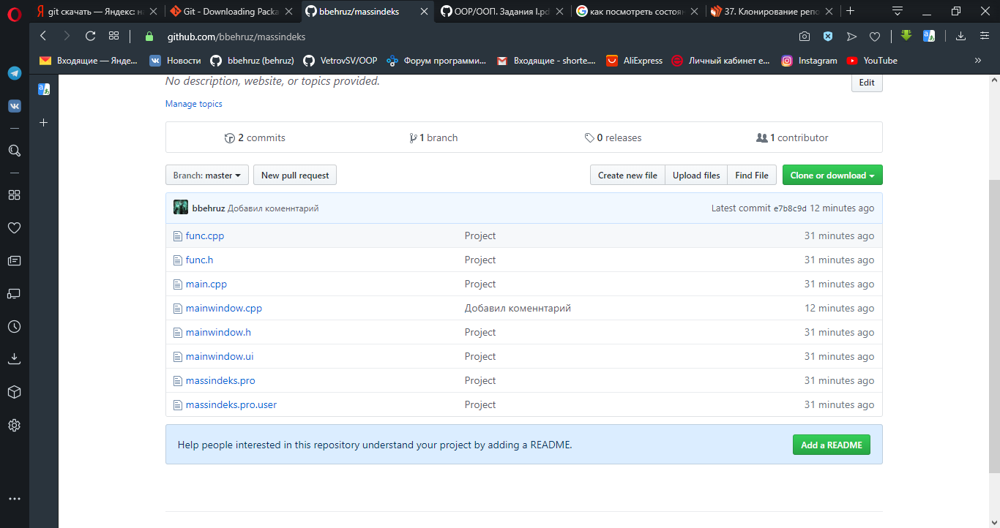 git скачать — Яндекс: н
Git - Downloading Packa
bbehruz/massindeks
OOP/ООП. Задания I.pd
как посмотреть состоян
37. Клонирование репо
github.com/bbehruz/massindeks
Входящие — Янде...
Новости
bbehruz (behruz)
VetrovSV/OOP
Форум программи...
Входящие - shorte....
AliExpress
Личный кабинет е...
Instagram
YouTube
»
No description, website, or topics provided.
Edit
Manage topics
2 commits
1 branch
0 releases
1 contributor
Branch: master
New pull request
Create new file
Upload files
Find File
Clone or download
bbehruz Добавил коменнтарий
Latest commit e7b8c9d 12 minutes ago
func.cpp Project 31 minutes ago
func.h Project 31 minutes ago
main.cpp Project 31 minutes ago
mainwindow.cpp Добавил коменнтарий 12 minutes ago
mainwindow.h Project 31 minutes ago
mainwindow.ui Project 31 minutes ago
massindeks.pro Project 31 minutes ago
massindeks.pro.user Project 31 minutes ago
Help people interested in this repository understand your project by adding a README.
Add a README